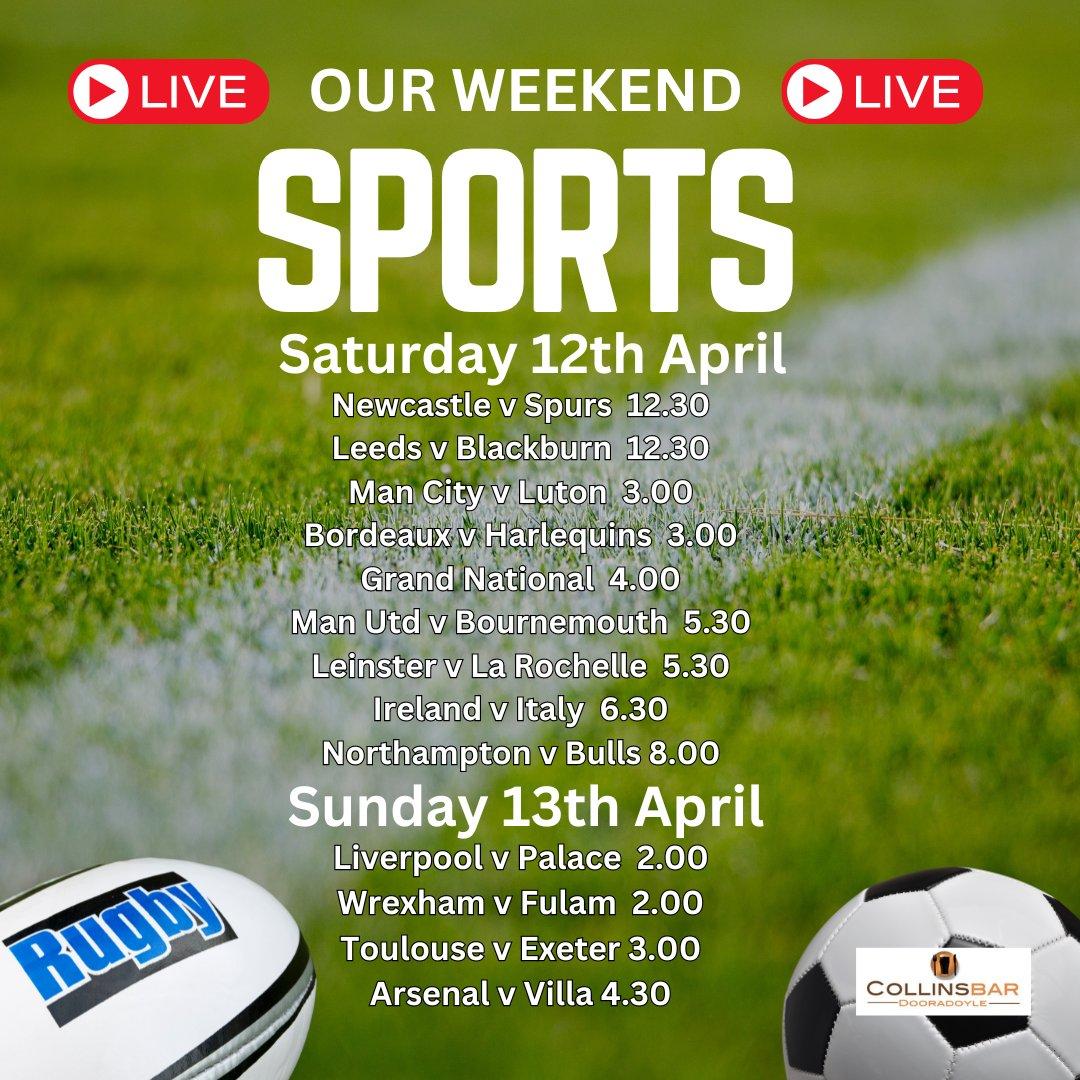 LIVE OUR WEEKEND LIVE
SPORTS
Saturday 12th April
Newcastle v Spurs 12.30
Leeds v Blackburn 12.30
Man City v Luton 3.00
Bordeaux v Harlequins 3.00
Grand National 4.00
Man Utd v Bournemouth 5.30
Leinster v La Rochelle 5.30
Ireland v Italy 6.30
Northampton v Bulls 8.00
Sunday 13th April
Liverpool v Palace 2.00
Wrexham v Fulam 2.00
Toulouse v Exeter 3.00
Arsenal v Villa 4.30
Rugby
COLLINSBAR
DOORADOYLE